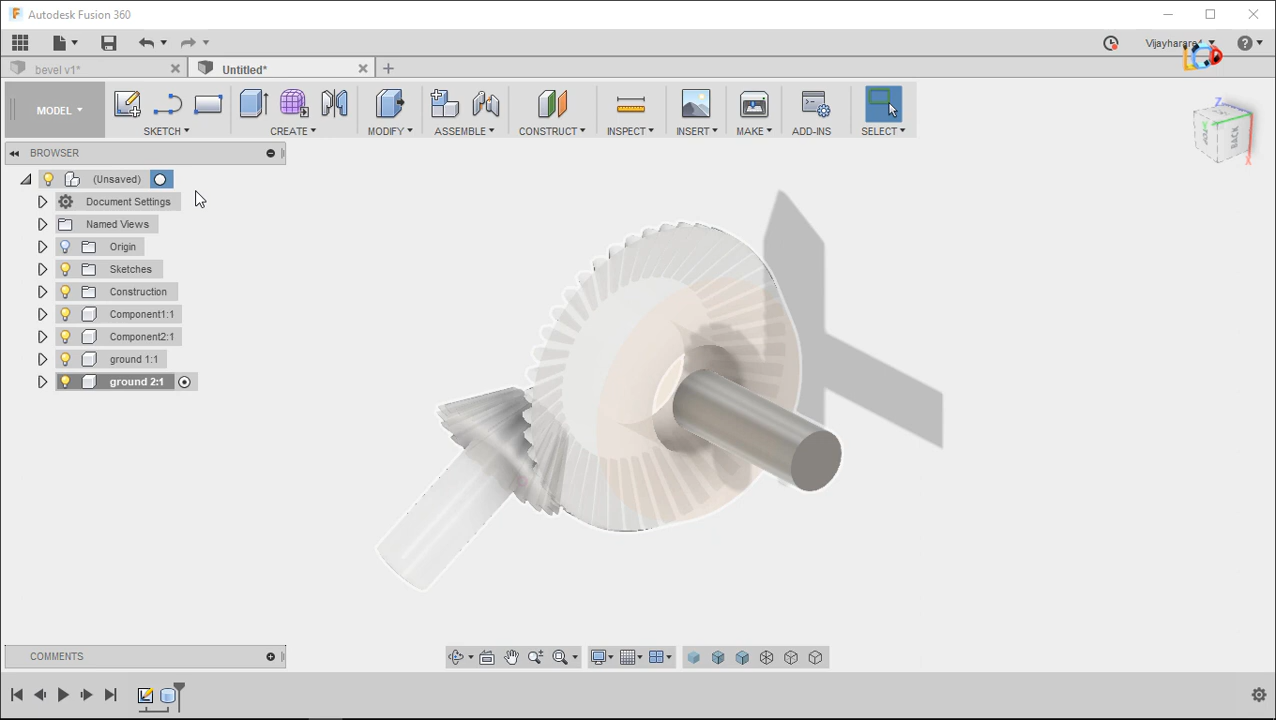 Autodesk Fusion 360
Vijayharare4
bevel v1*
Untitled*
MODEL
SKETCH
CREATE
MODIFY
ASSEMBLE
CONSTRUCT
INSPECT
INSERT
MAKE
ADD-INS
SELECT
BROWSER
(Unsaved)
Document Settings
Named Views
Origin
Sketches
Construction
Component1:1
Component2:1
ground 1:1
ground 2:1
Z
Y
X
BACK
COMMENTS